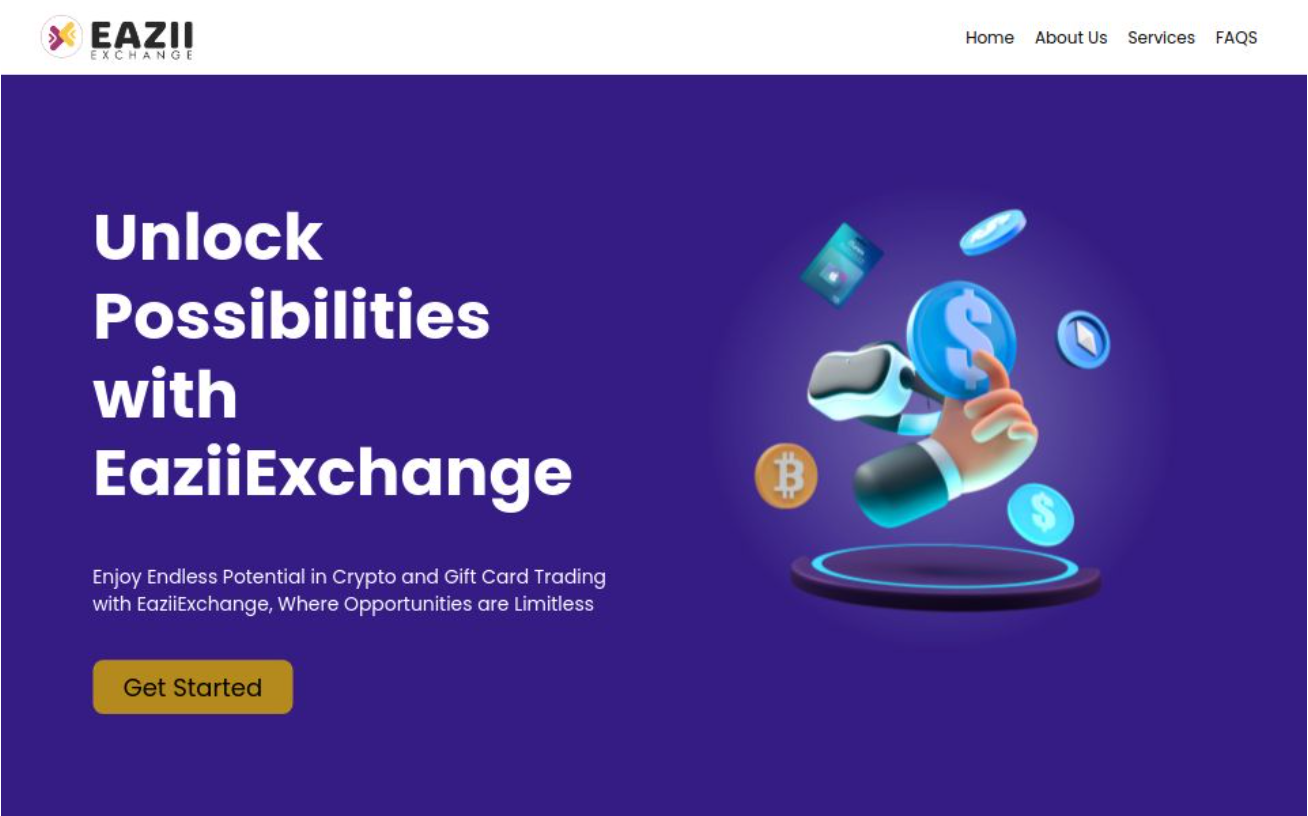 EAZII
EXCHANGE
Home About Us Services FAQS
Unlock
Possibilities
with
EaziiExchange
Enjoy Endless Potential in Crypto and Gift Card Trading
with EaziiExchange, Where Opportunities are Limitless
Get Started